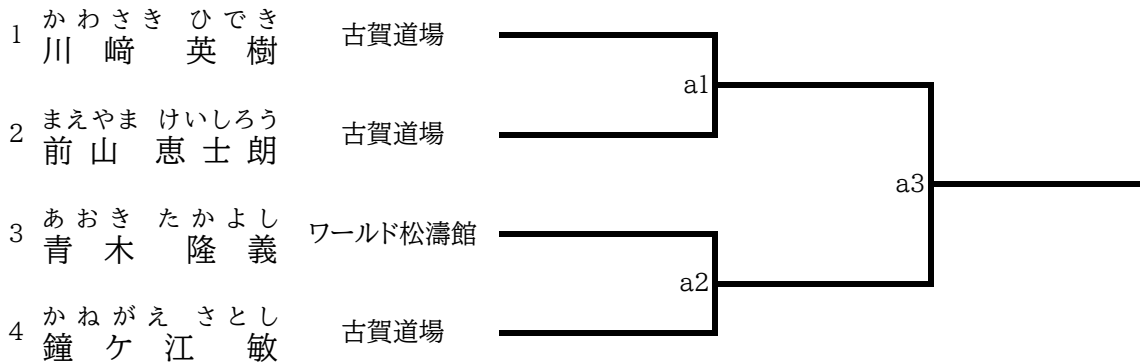 かわさき ひでき
1 川﨑 英樹 古賀道場
a1
まえやま けいしろう
2 前山 恵士朗 古賀道場
a3
あおき たかよし
3 青木 隆義 ワールド松濤館
a2
かねがえ さとし
4 鐘ケ江 敏 古賀道場